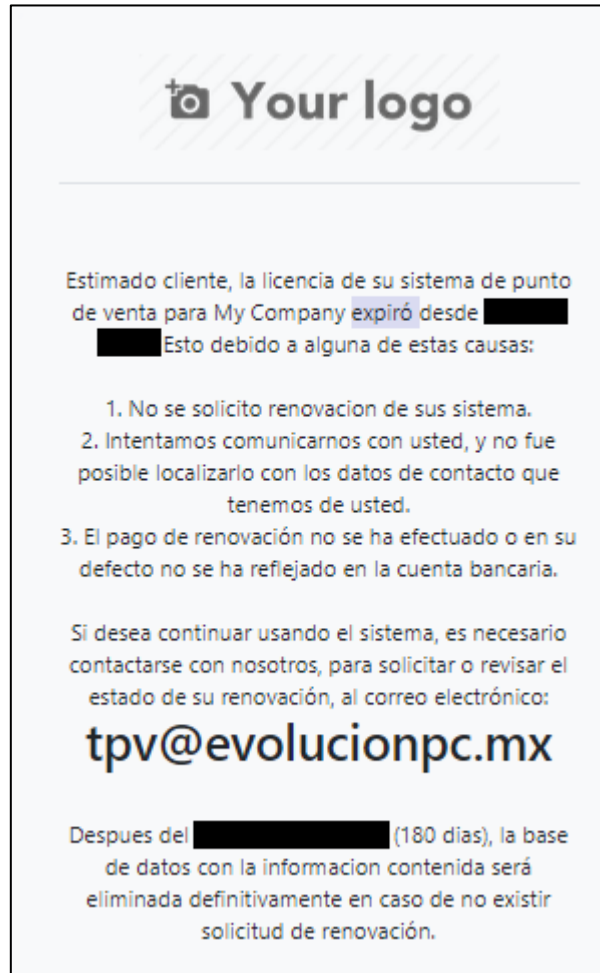 Your logo
Estimado cliente, la licencia de su sistema de punto
de venta para My Company expiró desde
Esto debido a alguna de estas causas:
1. No se solicito renovacion de sus sistema.
2. Intentamos comunicarnos con usted, y no fue
posible localizarlo con los datos de contacto que
tenemos de usted.
3. El pago de renovación no se ha efectuado o en su
defecto no se ha reflejado en la cuenta bancaria.
Si desea continuar usando el sistema, es necesario
contactarse con nosotros, para solicitar o revisar el
estado de su renovación, al correo electrónico:
tpv@evolucionpc.mx
Despues del (180 dias), la base
de datos con la informacion contenida será
eliminada definitivamente en caso de no existir
solicitud de renovación.